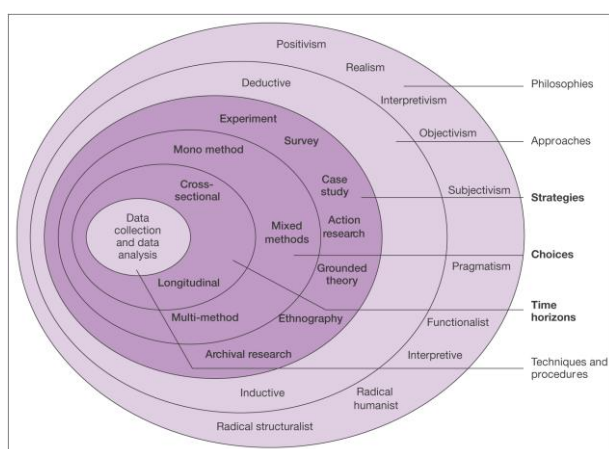 Positivism
Realism
Deductive
Interpretivism
Philosophies
Experiment
Objectivism
Approaches
Survey
Mono method
Cross-
sectional
Case
study
Subjectivism
Strategies
Data
collection
and data
analysis
Mixed
methods
Action
research
Choices
Grounded
theory
Pragmatism
Longitudinal
Time
horizons
Multi-method
Ethnography
Functionalist
Archival research
Interpretive
Techniques and
procedures
Inductive
Radical
humanist
Radical structuralist